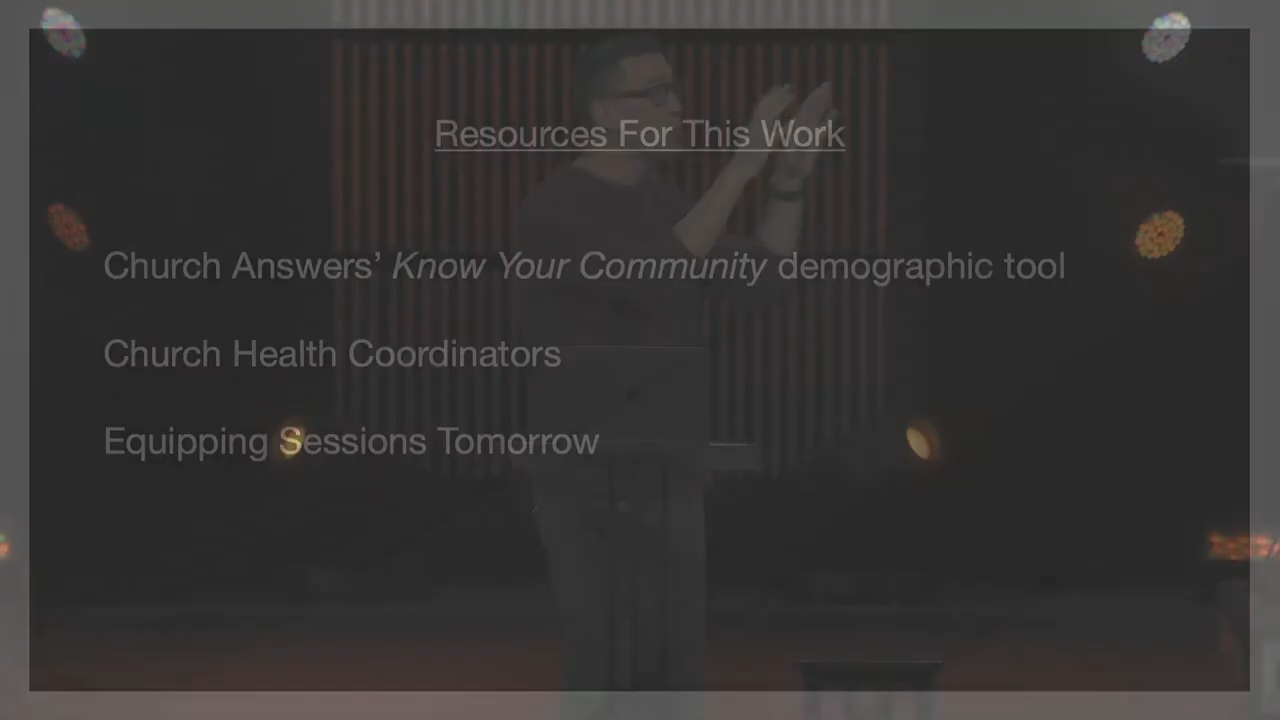 Resources For This Work
Church Answers’ Know Your Community demographic tool
Church Health Coordinators
Equipping Sessions Tomorrow